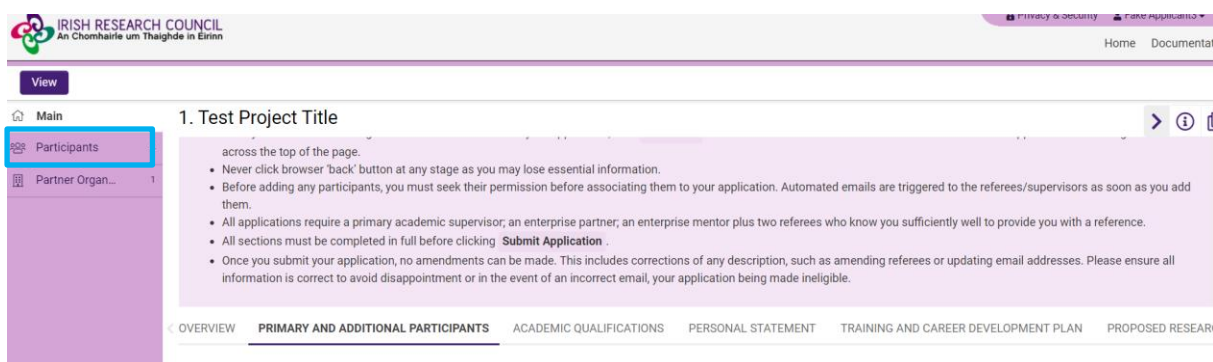 IRISH RESEARCH COUNCIL
An Chomhairle um Thaighde in Éirinn
Privacy & Security Fake Applicant3
Home Documentat
View
Main
Participants
Partner Organ... 1
1. Test Project Title
across the top of the page.
• Never click browser 'back' button at any stage as you may lose essential information.
• Before adding any participants, you must seek their permission before associating them to your application. Automated emails are triggered to the referees/supervisors as soon as you add
them.
• All applications require a primary academic supervisor; an enterprise partner; an enterprise mentor plus two referees who know you sufficiently well to provide you with a reference.
• All sections must be completed in full before clicking Submit Application .
• Once you submit your application, no amendments can be made. This includes corrections of any description, such as amending referees or updating email addresses. Please ensure all
information is correct to avoid disappointment or in the event of an incorrect email, your application being made ineligible.
OVERVIEW PRIMARY AND ADDITIONAL PARTICIPANTS ACADEMIC QUALIFICATIONS PERSONAL STATEMENT TRAINING AND CAREER DEVELOPMENT PLAN PROPOSED RESEAR